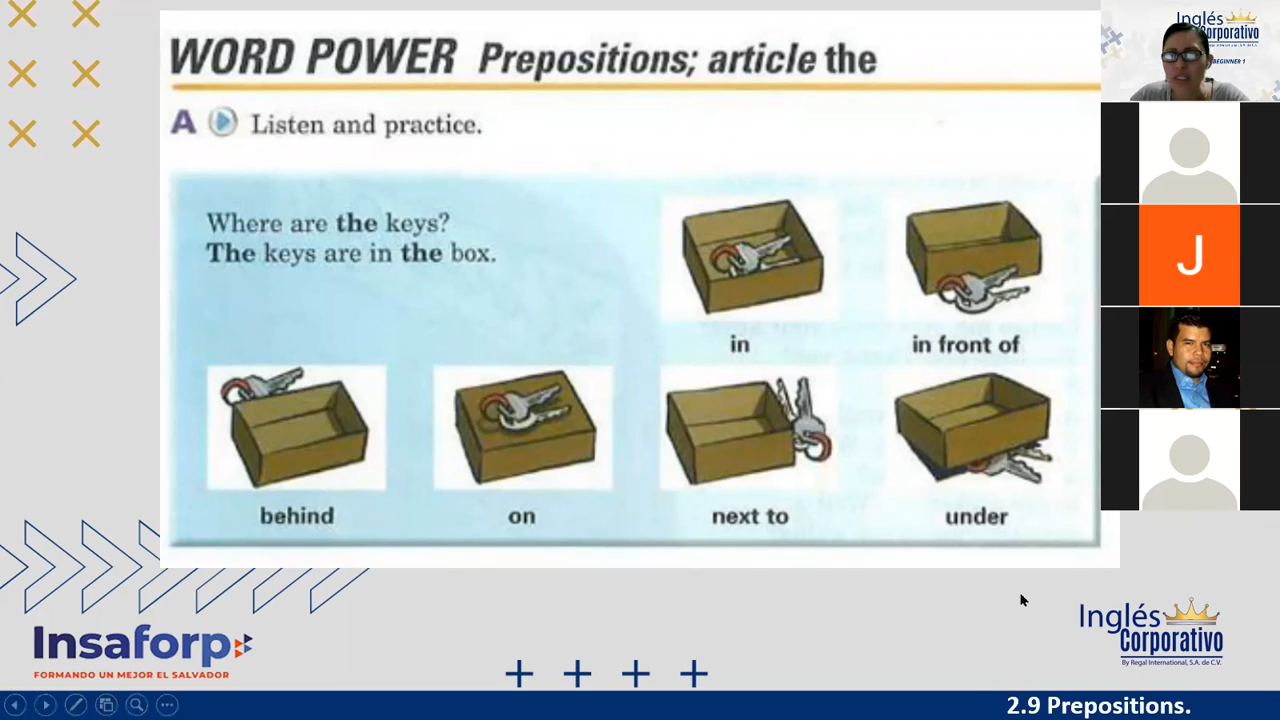 WORD POWER Prepositions; article the
A Listen and practice.
Where are the keys?
The keys are in the box.
in
in front of
behind
on
next to
under
Inglés
Corporativo
BEGINNER 1
J
Insaforp
FORMANDO UN MEJOR EL SALVADOR
Inglés
Corporativo
By Regal International, S.A. de C.V.
2.9 Prepositions.